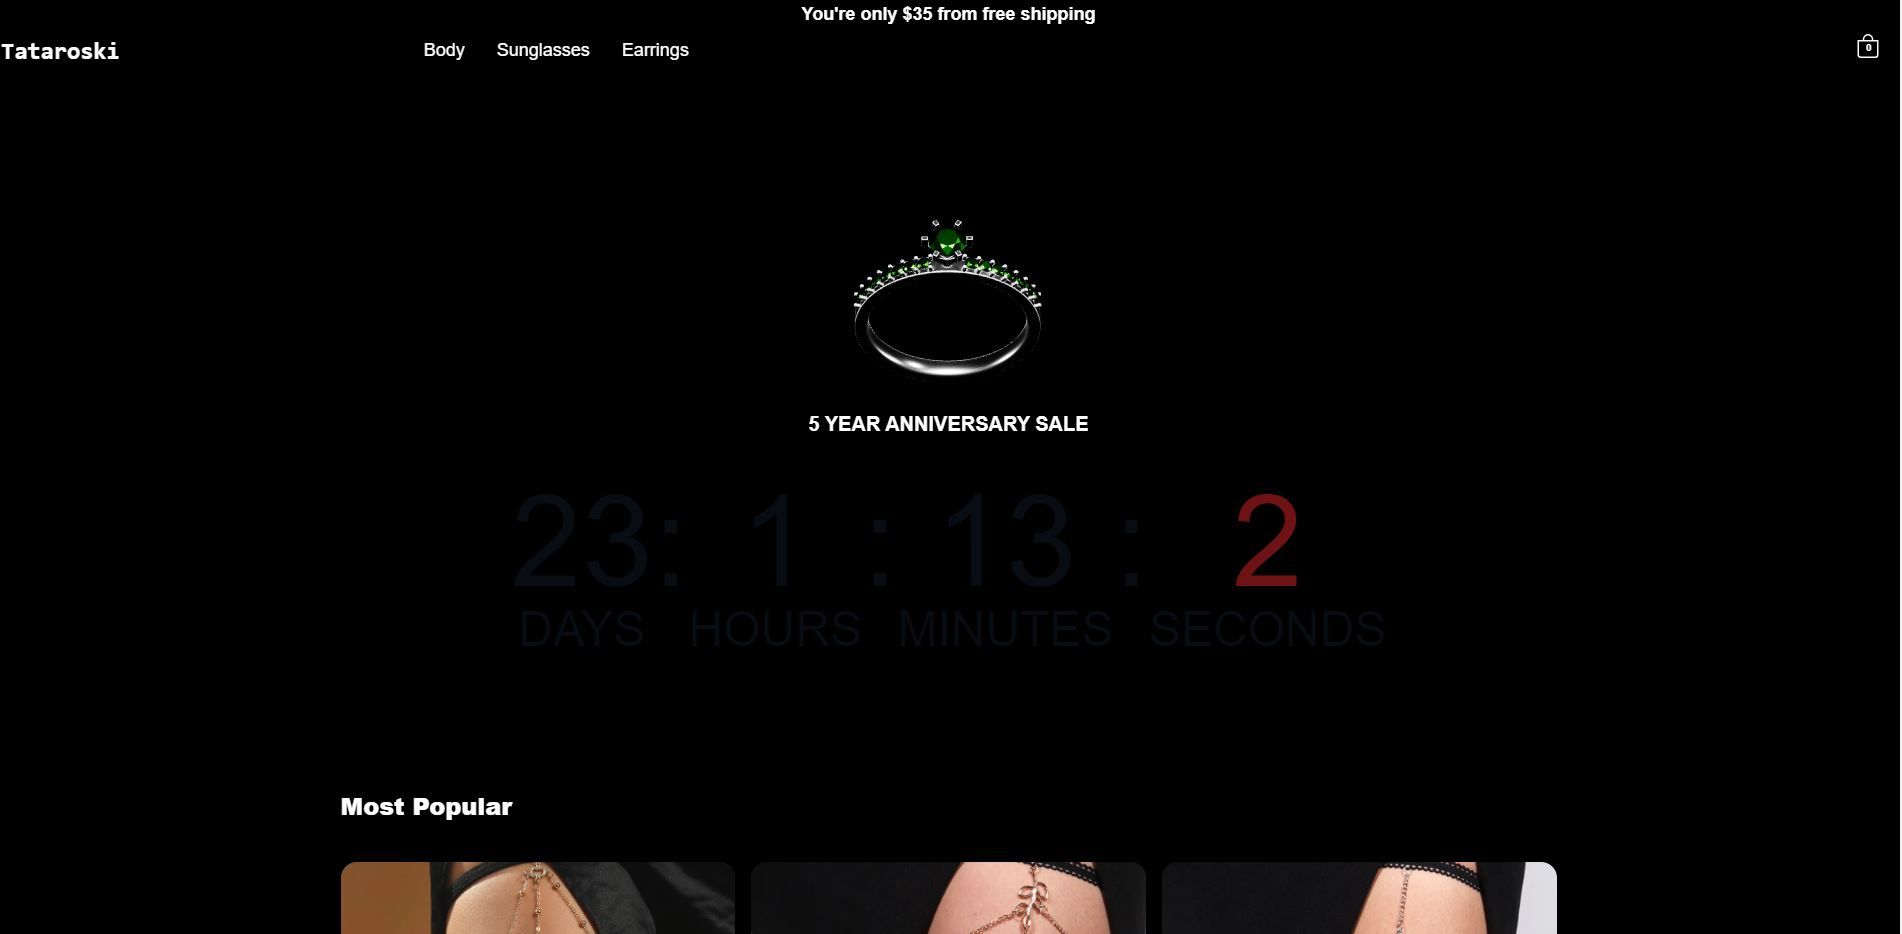 You're only $35 from free shipping
Tataroski
Body Sunglasses Earrings
0
5 YEAR ANNIVERSARY SALE
23: 1 : 13 : 2
DAYS HOURS MINUTES SECONDS
Most Popular